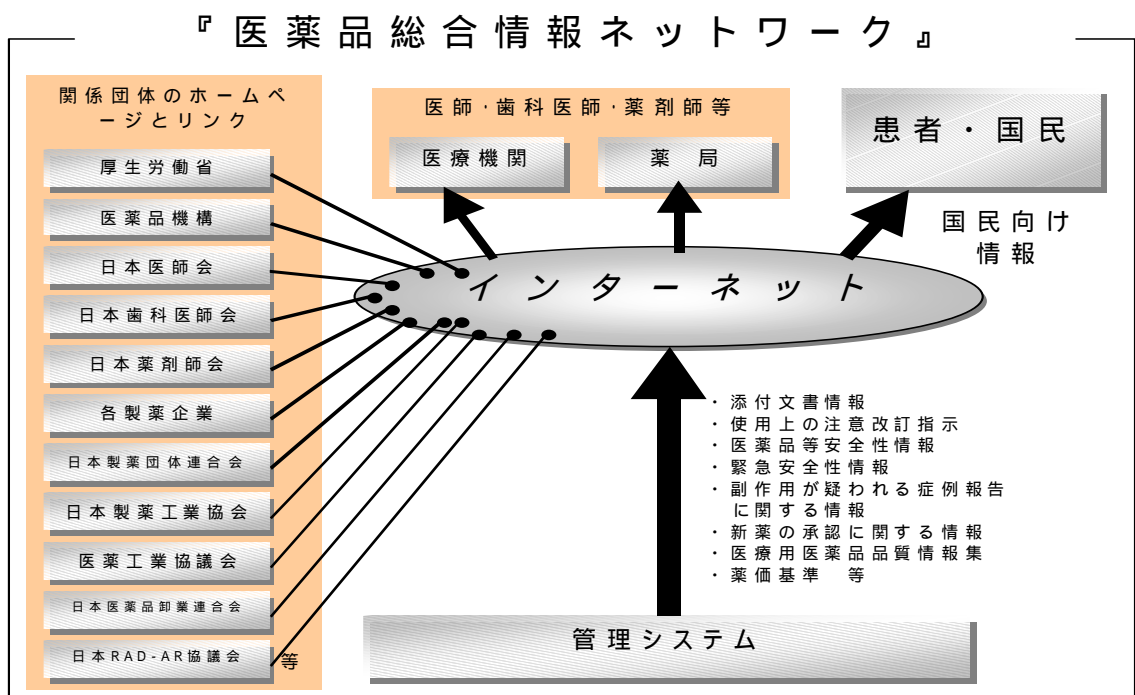 『医薬品総合情報ネットワーク』
関係団体のホームペ
ージとリンク
厚生労働省
医薬品機構
日本医師会
日本歯科医師会
日本薬剤師会
各製薬企業
日本製薬団体連合会
日本製薬工業協会
医薬工業協議会
日本医薬品卸業連合会
日本RAD-AR協議会
等
医師・歯科医師・薬剤師等
医療機関
薬局
患者・国民
国民向け
情報
インターネット
・添付文書情報
・使用上の注意改訂指示
・医薬品等安全性情報
・緊急安全性情報
・副作用が疑われる症例報告
に関する情報
・新薬の承認に関する情報
・医療用医薬品品質情報集
・薬価基準　等
管理システム